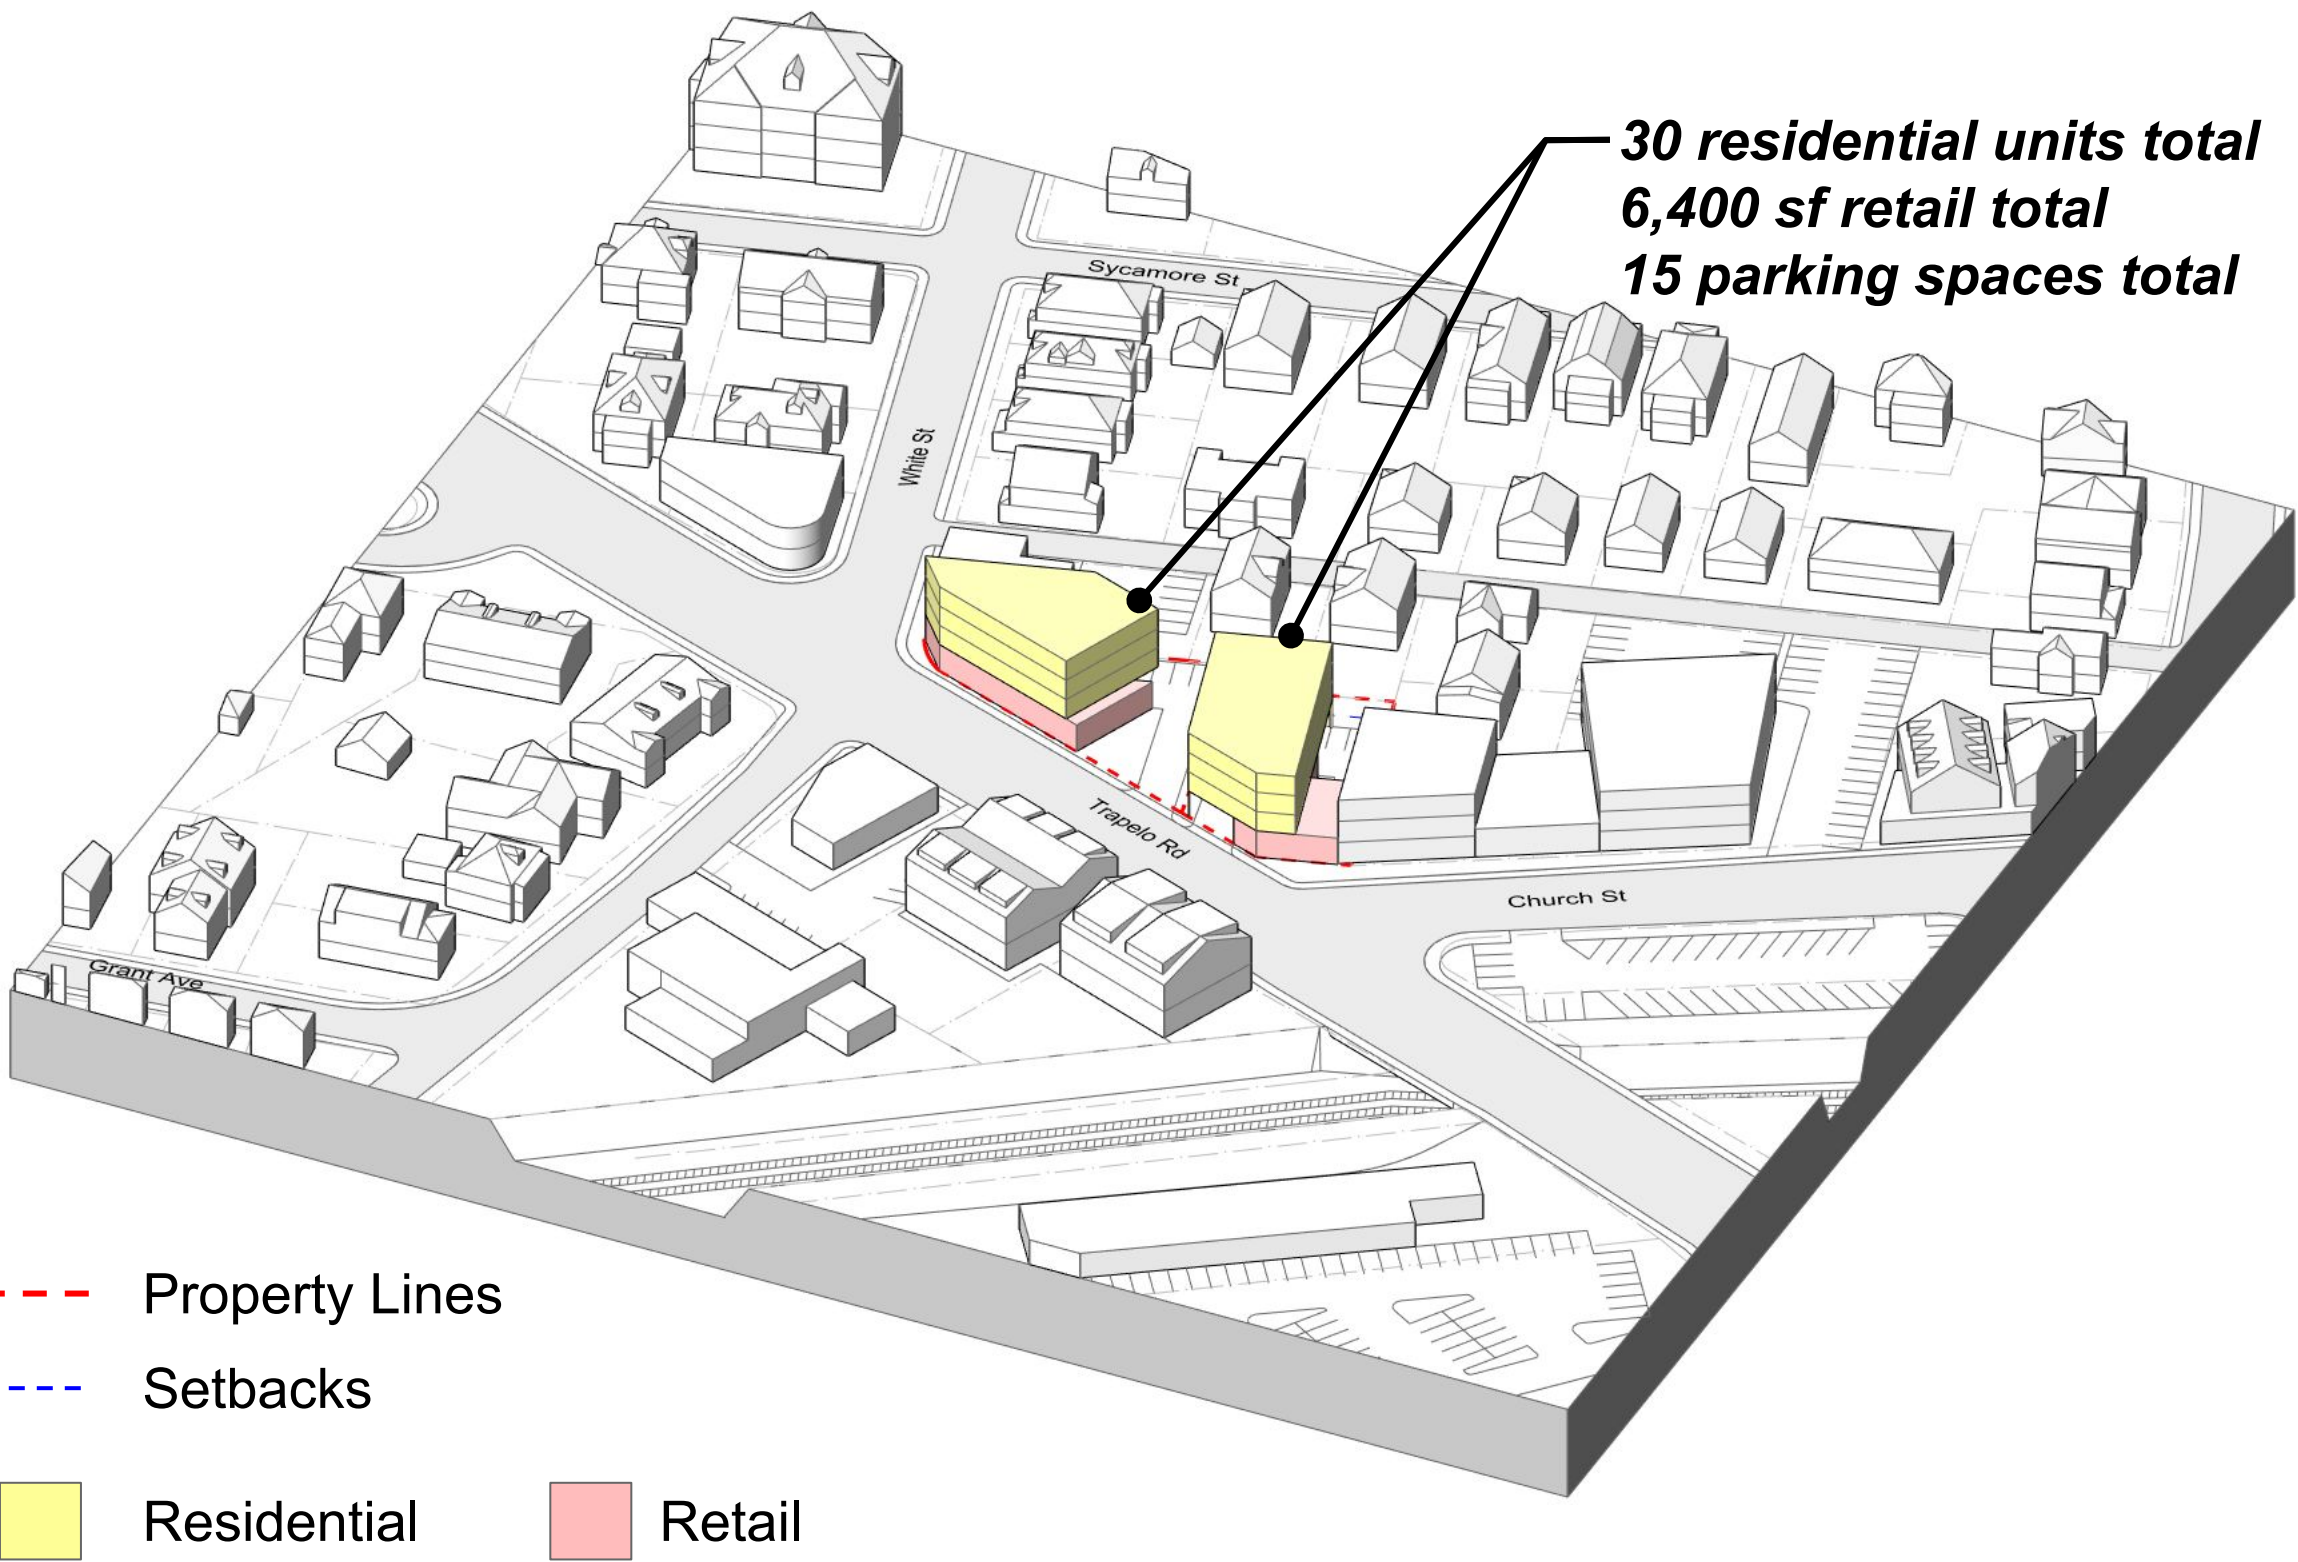 30 residential units total
6,400 sf retail total
15 parking spaces total
Sycamore St
White St
Trapelo Rd
Church St
Grant Ave
Property Lines
Setbacks
Residential
Retail